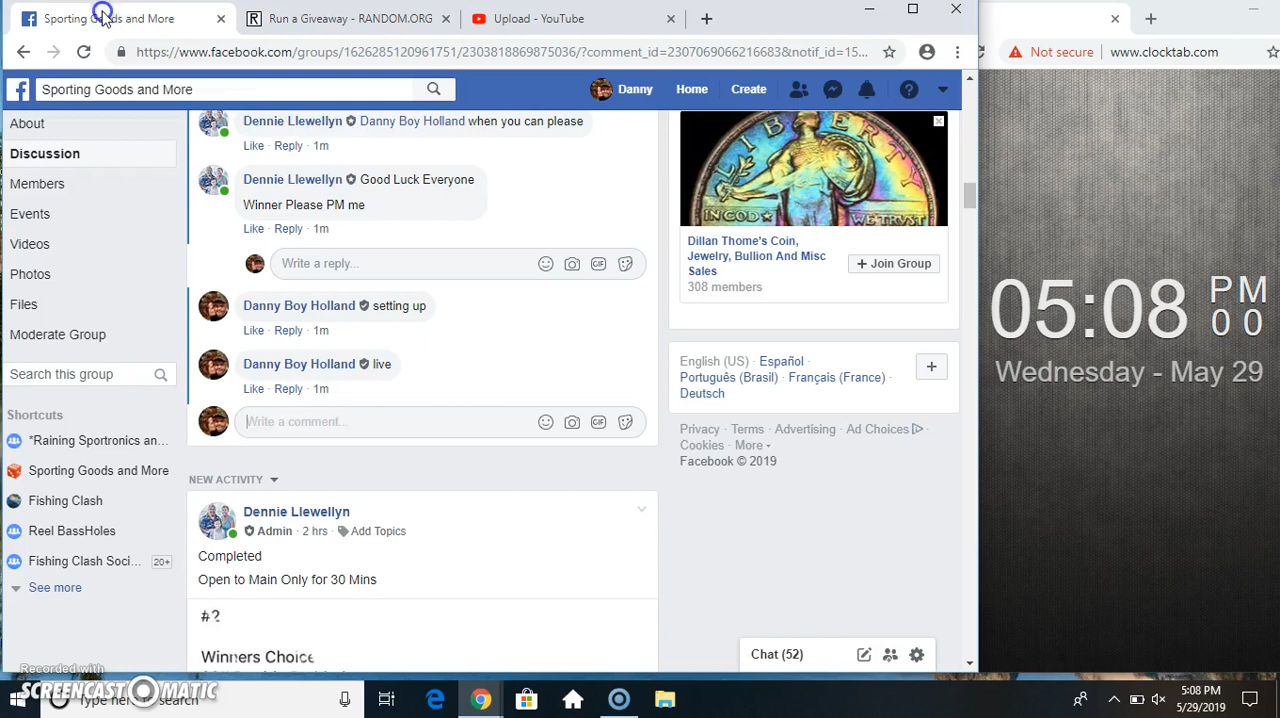 Sporting Goods and More
Run a Giveaway - RANDOM.ORG
Upload - YouTube
https://www.facebook.com/groups/1626285120961751/2303818869875036/?comment_id=2307069666216683&notif_id=15...
Not secure www.clocktab.com
Sporting Goods and More
Danny
Home
Create
About
Discussion
Members
Events
Videos
Photos
Files
Moderate Group
Search this group
Shortcuts
*Raining Sportronics an...
Sporting Goods and More
Fishing Clash
Reel BassHoles
Fishing Clash Soci... 20+
See more
Dennie Llewellyn Danny Boy Holland when you can please
Like · Reply · 1m
Dennie Llewellyn Good Luck Everyone
Winner Please PM me
Like · Reply · 1m
Write a reply...
Danny Boy Holland setting up
Like · Reply · 1m
Danny Boy Holland live
Like · Reply · 1m
Write a comment...
NEW ACTIVITY
Dennie Llewellyn
Admin · 2 hrs · Add Topics
Completed
Open to Main Only for 30 Mins
#2
Winners Choice
LIBERTY
IN GOD WE TRUST
Dillan Thome's Coin,
Jewelry, Bullion And Misc
Sales
308 members
+ Join Group
English (US) · Español ·
Português (Brasil) · Français (France) ·
Deutsch
Privacy · Terms · Advertising · Ad Choices ·
Cookies · More
Facebook © 2019
Chat (52)
05:08 PM
00
Wednesday - May 29
Recorded with
SCREENCAST-O-MATIC
Type here to search
5:08 PM
5/29/2019